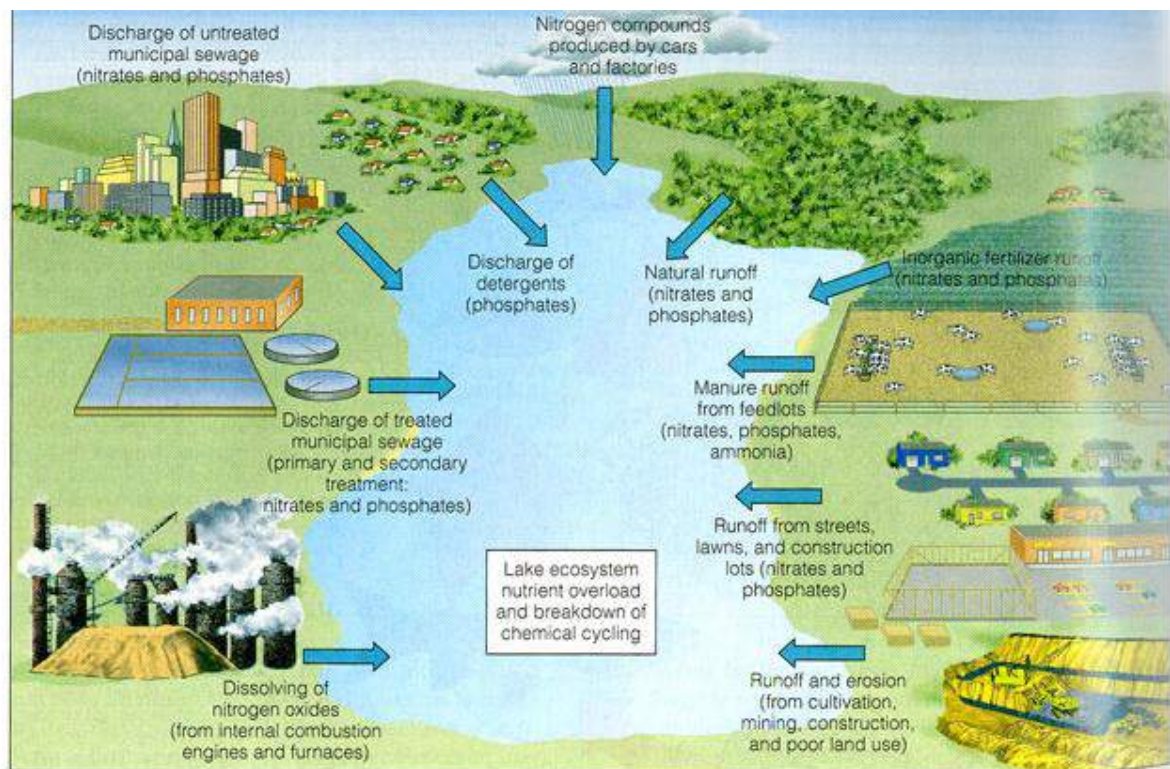 Discharge of untreated
municipal sewage
(nitrates and phosphates)
Nitrogen compounds
produced by cars
and factories
Discharge of
detergents
(phosphates)
Natural runoff
(nitrates and
phosphates)
Inorganic fertilizer runoff
(nitrates and phosphates)
Manure runoff
from feedlots
(nitrates, phosphates,
ammonia)
Discharge of treated
municipal sewage
(primary and secondary
treatment:
nitrates and phosphates)
Runoff from streets,
lawns, and construction
lots (nitrates and
phosphates)
Lake ecosystem
nutrient overload
and breakdown of
chemical cycling
Dissolving of
nitrogen oxides
(from internal combustion
engines and furnaces)
Runoff and erosion
(from cultivation,
mining, construction,
and poor land use)